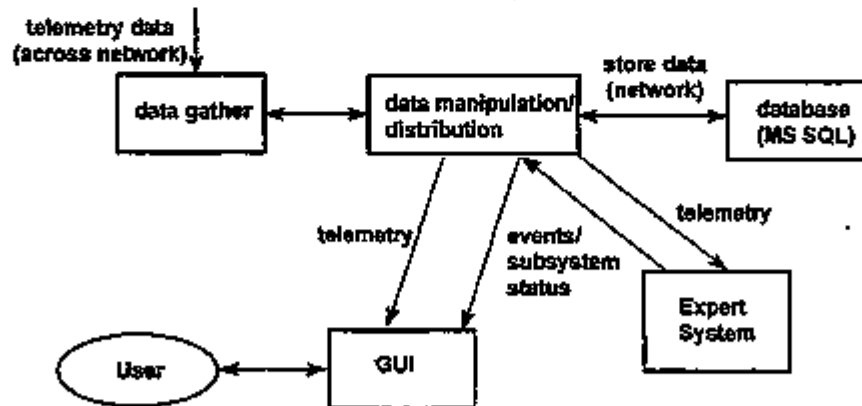 telemetry data
(across network)
data gather
data manipulation/
distribution
store data
(network)
database
(MS SQL)
telemetry
events/
subsystem
status
telemetry
Expert
System
User
GUI